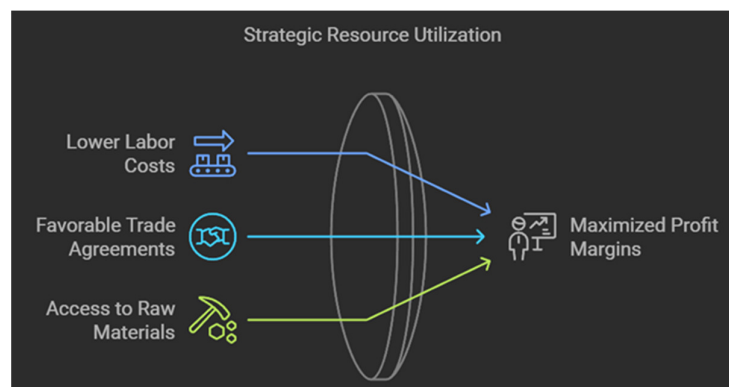 Strategic Resource Utilization
Lower Labor
Costs
Favorable Trade
Agreements
Access to Raw
Materials
Maximized Profit
Margins